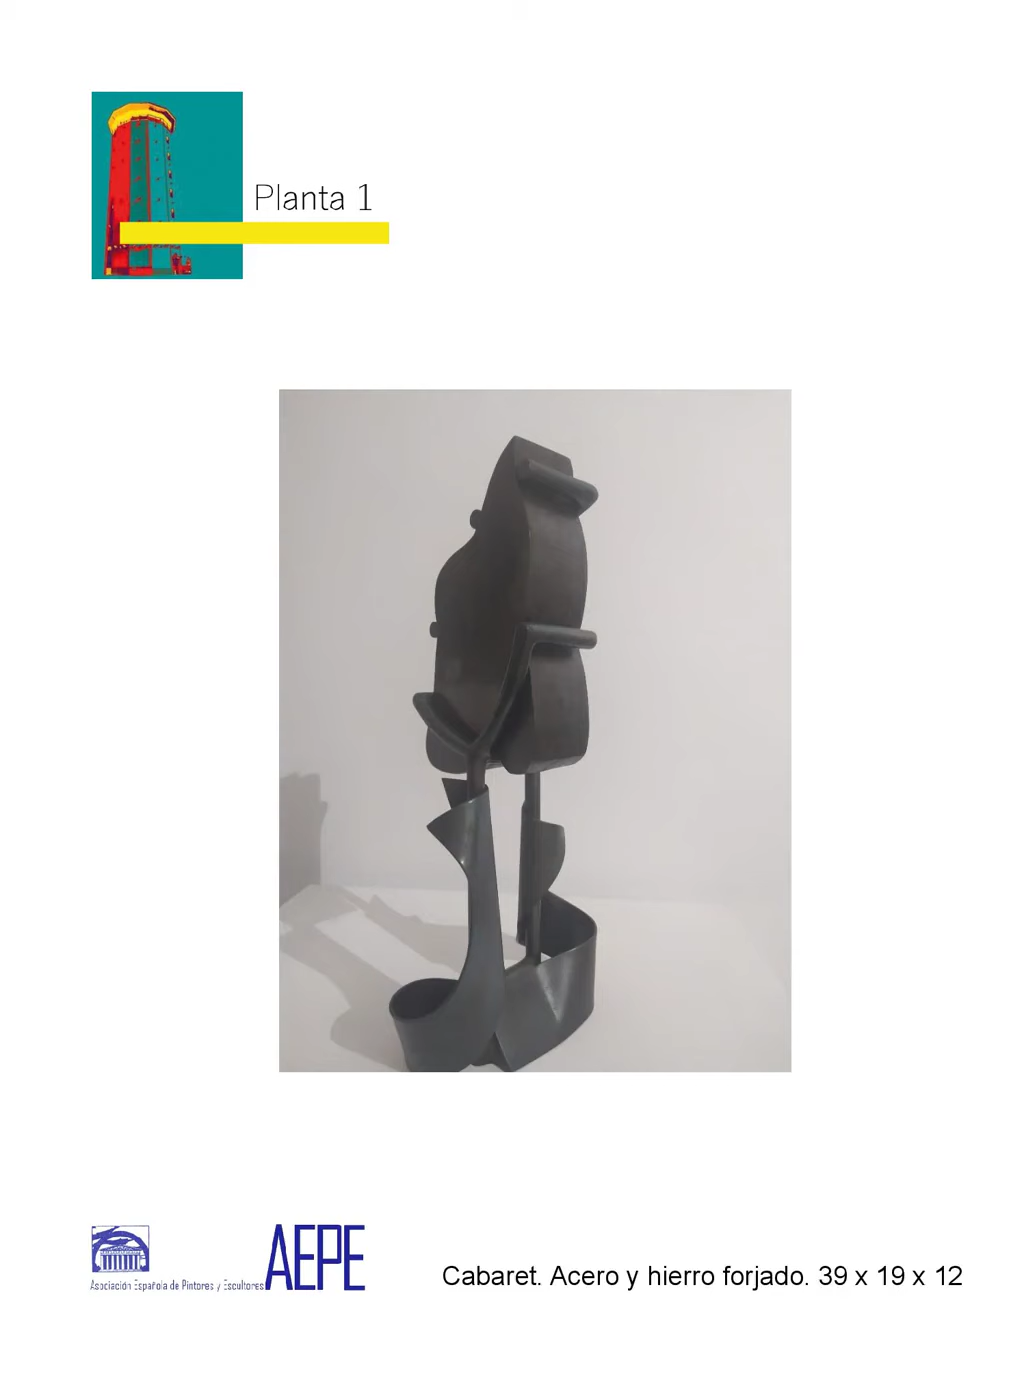 Planta 1
AEPE
Asociación Española de Pintores y Escultores
Cabaret. Acero y hierro forjado. 39 x 19 x 12